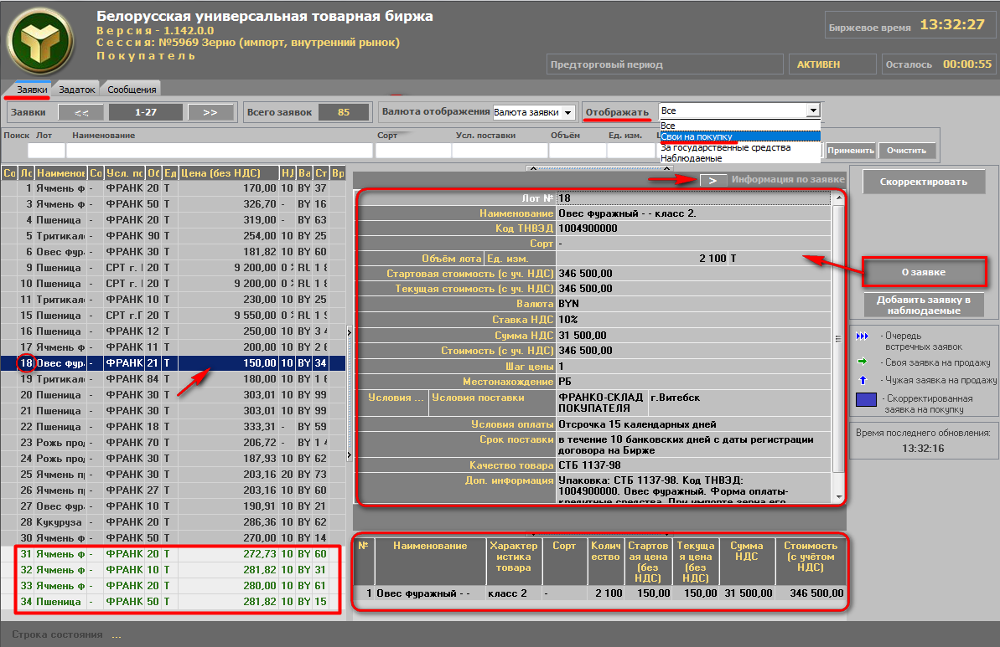 Белорусская универсальная товарная биржа
Версия - 1.142.0.0
Сессия: №5969 Зерно (импорт, внутренний рынок)
Покупатель
Биржевое время 13:32:27
Предторговый период АКТИВЕН Осталось 00:00:55
Заявки Задаток Сообщения
Заявки << 1-27 >> Всего заявок 85 Валюта отображения Валюта заявки Отображать Все
Все
Свои на покупку
За государственные средства
Наблюдаемые
Поиск Лот Наименование Сорт Усл. поставки Объём Ед. изм.
Применить Очистить
Со Ло Наименов Со Усл. по Об Ед Цена (без НДС) НД Ва Ст Вр
1 Ячмень ф - ФРАНК 20 Т 170,00 10 BY 37
3 Ячмень ф - ФРАНК 50 Т 326,70 - BY 16
4 Пшеница - ФРАНК 20 Т 319,00 - BY 63
5 Тритикал - ФРАНК 90 Т 254,00 10 BY 25
6 Овес фур - ФРАНК 30 Т 181,82 10 BY 60
9 Пшеница - СРТ г. 20 Т 9 200,00 0 RL 1 8
10 Пшеница - СРТ г. 20 Т 9 200,00 0 RL 1 8
11 Тритикал - ФРАНК 10 Т 230,00 10 BY 25
15 Пшеница - СРТ г. 20 Т 9 550,00 0 RL 1 9
16 Пшеница - ФРАНК 12 Т 250,00 10 BY 3 4
17 Ячмень ф - ФРАНК 11 Т 200,00 10 BY 2 6
18 Овес фур - ФРАНК 21 Т 150,00 10 BY 34
19 Тритикал - ФРАНК 84 Т 180,00 10 BY 1 6
20 Пшеница - ФРАНК 30 Т 303,01 10 BY 99
21 Пшеница - ФРАНК 30 Т 303,01 10 BY 99
22 Пшеница - ФРАНК 18 Т 333,31 - BY 59
23 Рожь про - ФРАНК 70 Т 206,72 - BY 1 4
24 Рожь про - ФРАНК 30 Т 187,93 10 BY 62
25 Ячмень п - ФРАНК 30 Т 203,16 20 BY 73
26 Ячмень п - ФРАНК 27 Т 203,16 10 BY 60
27 Овес фур - ФРАНК 10 Т 190,91 10 BY 21
28 Кукуруза - ФРАНК 20 Т 286,36 10 BY 62
30 Ячмень ф - ФРАНК 50 Т 270,00 10 BY 14
31 Ячмень ф - ФРАНК 20 Т 272,73 10 BY 60
32 Ячмень ф - ФРАНК 10 Т 281,82 10 BY 31
33 Ячмень ф - ФРАНК 20 Т 280,00 10 BY 61
34 Пшеница - ФРАНК 50 Т 281,82 10 BY 15
> Информация по заявке
Лот № 18
Наименование Овес фуражный - - класс 2.
Код ТНВЭД 1004900000
Сорт -
Объём лота Ед. изм. 2 100 Т
Стартовая стоимость (с уч. НДС) 346 500,00
Текущая стоимость (с уч. НДС) 346 500,00
Валюта BYN
Ставка НДС 10%
Сумма НДС 31 500,00
Стоимость (с уч. НДС) 346 500,00
Шаг цены 1
Местонахождение РБ
Условия ... Условия поставки ФРАНКО-СКЛАД г.Витебск
ПОКУПАТЕЛЯ
Условия оплаты Отсрочка 15 календарных дней
Срок поставки в течение 10 банковских дней с даты регистрации
договора на Бирже
Качество товара СТБ 1137-98
Доп. информация Упаковка: СТБ 1137-98. Код ТНВЭД:
1004900000. Овес фуражный. Форма оплаты-
кредитные средства. При импорте зерна его
№ Наименование Характер Сорт Колич Стартов Текуща Сумма Стоимость
истика ество ая цена я цена НДС (с учётом
товара (без (без НДС)
НДС) НДС)
1 Овес фуражный - - класс 2 - 2 100 150,00 150,00 31 500,00 346 500,00
Скорректировать
О заявке
Добавить заявку в
наблюдаемые
- Очередь
встречных заявок
- Своя заявка на продажу
- Чужая заявка на продажу
- Скорректированная
заявка на покупку
Время последнего обновления:
13:32:16
Строка состояния ...